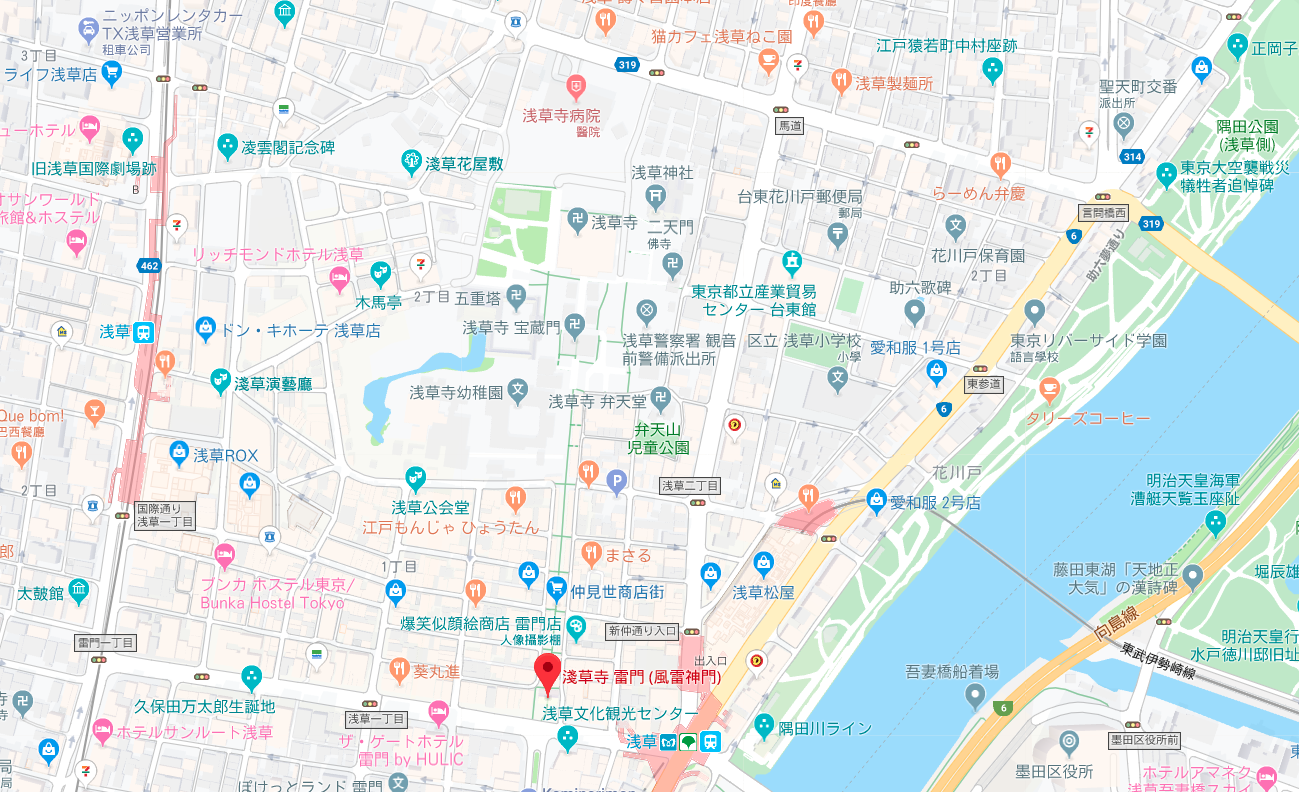 ニッポンレンタカー
TX浅草営業所
租車公司
3丁目
ライフ浅草店
印度餐廳
猫カフェ浅草ねこ園
319
江戸猿若町中村座跡
正岡子
浅草製麺所
聖天町交番
派出所
浅草寺病院
醫院
馬道
隅田公園
(浅草側)
ューホテル
凌雲閣記念碑
淺草花屋敷
314
旧浅草国際劇場跡
B
東京大空襲戦災
犠牲者追悼碑
浅草神社
らーめん弁慶
台東花川戸郵便局
郵局
オサンワールド
旅館&ホステル
言問橋西
319
浅草寺
二天門
佛寺
6
助六夢通り
リッチモンドホテル浅草
花川戸保育園
2丁目
462
木馬亭
2丁目
五重塔
東京都立産業貿易
センター 台東館
助六歌碑
浅草
ドン・キホーテ 浅草店
浅草寺 宝蔵門
浅草警察署 観音
前警備派出所
区立 浅草小学校
小學
愛和服 1号店
東京リバーサイド学園
語言學校
淺草演藝廳
浅草寺幼稚園
浅草寺 弁天堂
東参道
6
Que bom!
巴西餐廳
タリーズコーヒー
弁天山
児童公園
浅草ROX
花川戸
2丁目
浅草公会堂
P
浅草二丁目
愛和服 2号店
明治天皇海軍
漕艇天覧玉座阯
国際通り
浅草一丁目
江戸もんじゃ ひょうたん
まさる
1丁目
ブンカ ホステル東京/
Bunka Hostel Tokyo
太鼓館
仲見世商店街
浅草松屋
藤田東湖「天地正
大気」の漢詩碑
堀辰雄
爆笑似顔絵商店 雷門店
人像攝影棚
新仲通り入口
向島線
雷門一丁目
出入口
明治天皇行
水戸徳川邸旧址
東武伊勢崎線
葵丸進
淺草寺 雷門 (風雷神門)
吾妻橋船着場
久保田万太郎生誕地
浅草一丁目
浅草文化観光センター
6
ホテルサンルート浅草
ザ・ゲートホテル
雷門 by HULIC
浅草
隅田川ライン
墨田区役所前
墨田区役所
ホテルアマネク
浅草吾妻橋スカイ
ぽけっとランド 雷門
Kaminarimon